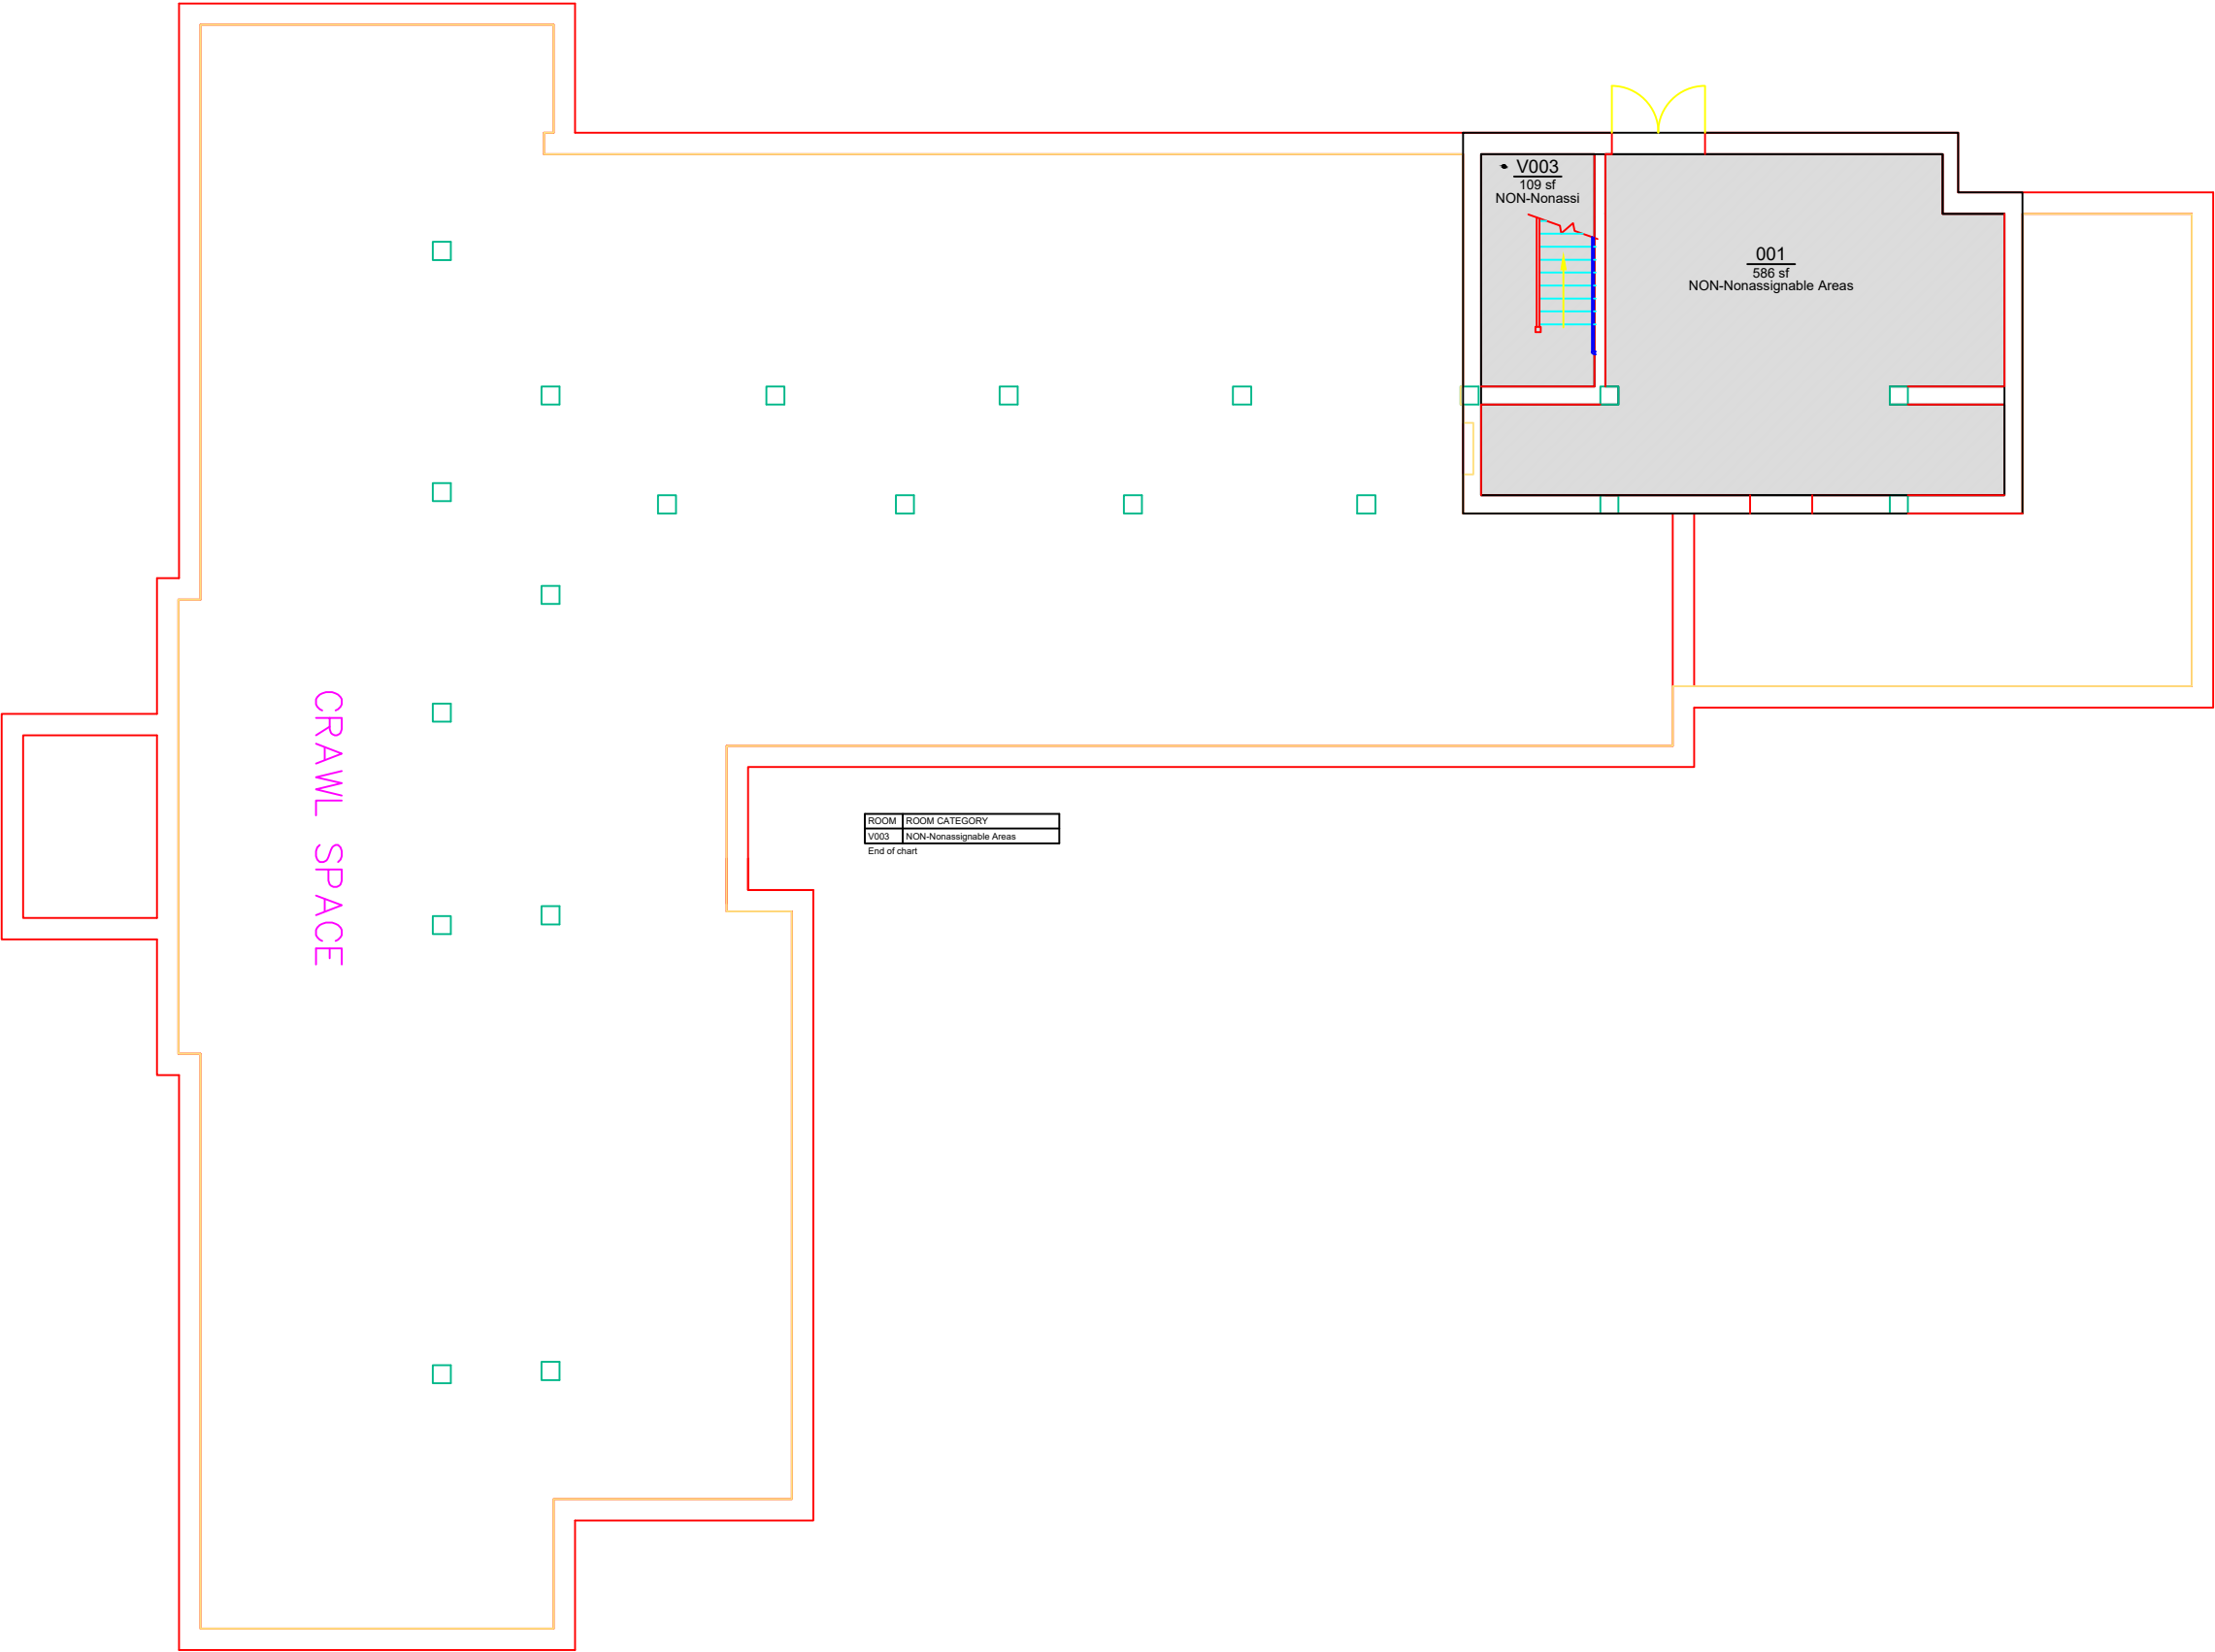 V003
109 sf
NON-Nonassi
001
586 sf
NON-Nonassignable Areas
CRAWL SPACE
ROOM ROOM CATEGORY
V003 NON-Nonassignable Areas
End of chart